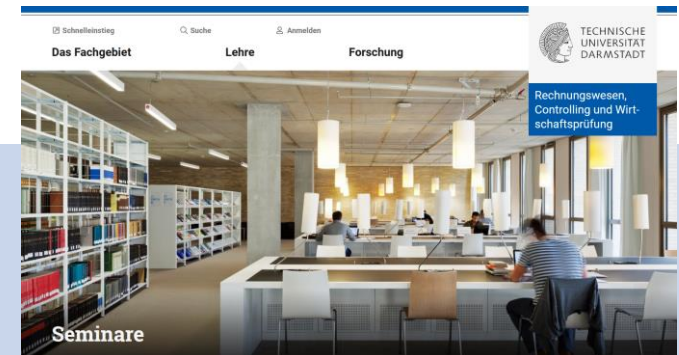 Schnelleinstieg
Suche
Anmelden
Das Fachgebiet
Lehre
Forschung
TECHNISCHE
UNIVERSITÄT
DARMSTADT
Rechnungswesen,
Controlling und Wirt-
schaftsprüfung
Seminare